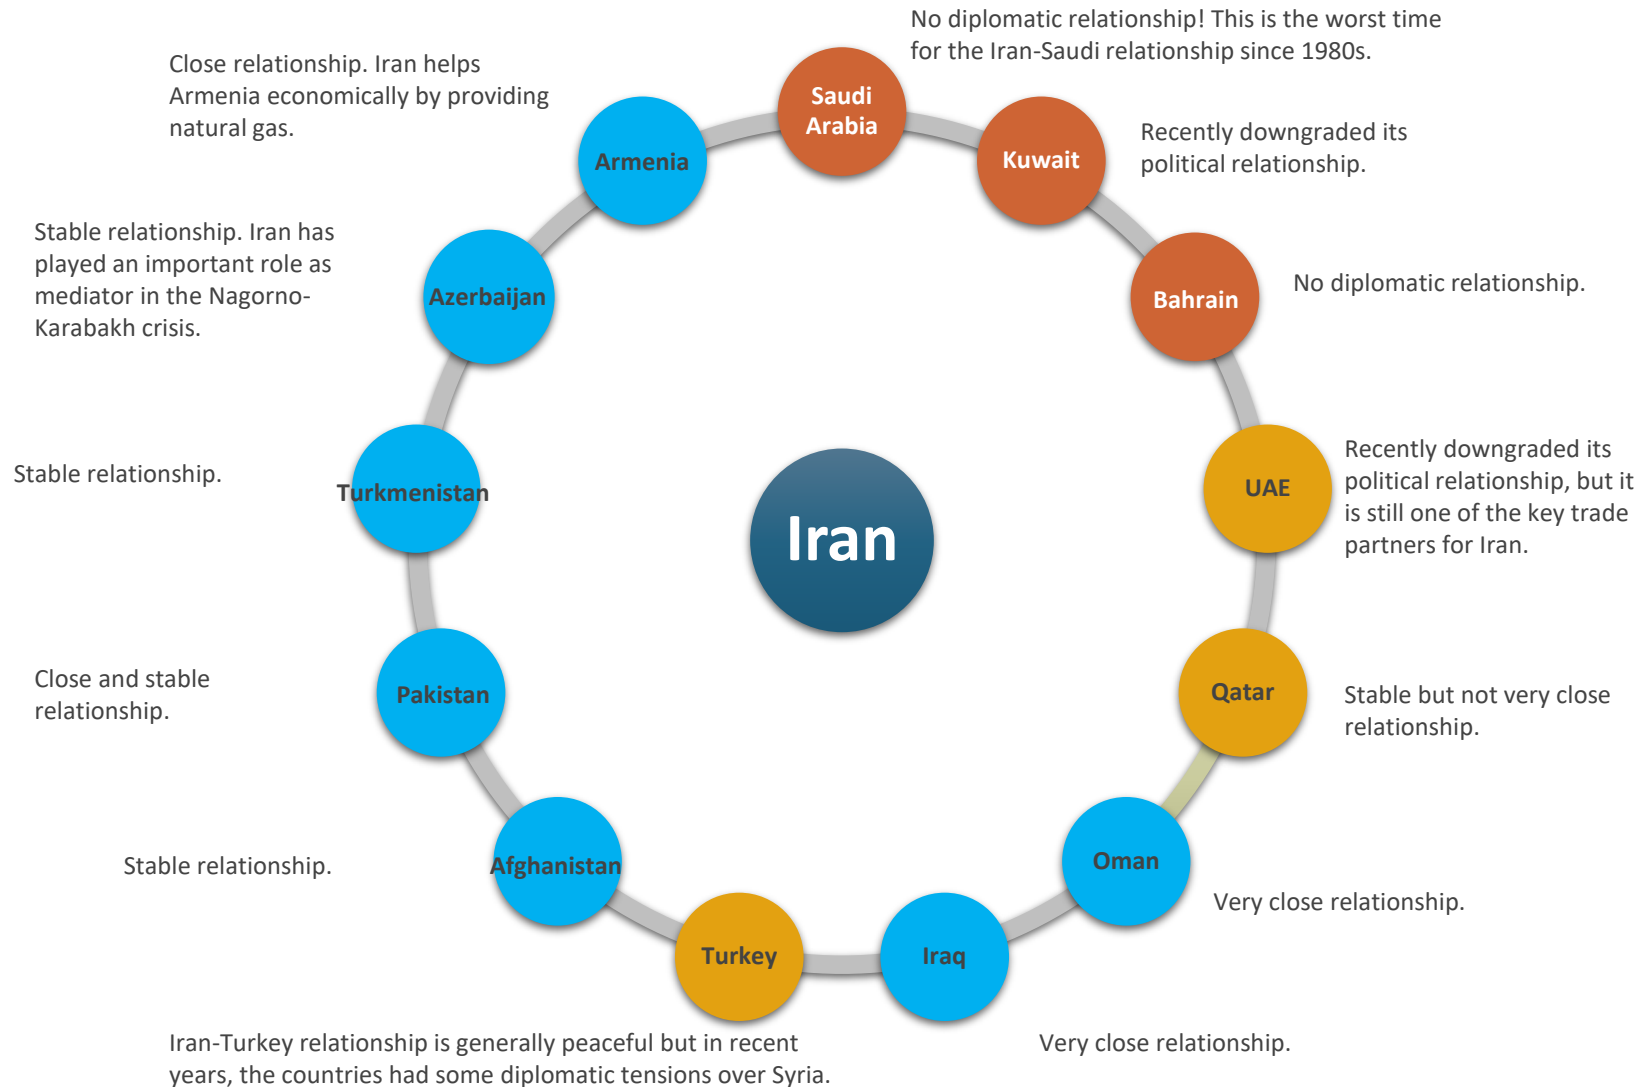 No diplomatic relationship! This is the worst time
for the Iran-Saudi relationship since 1980s.
Saudi
Arabia
Recently downgraded its
political relationship.
Kuwait
No diplomatic relationship.
Bahrain
Recently downgraded its
political relationship, but it
is still one of the key trade
partners for Iran.
UAE
Stable but not very close
relationship.
Qatar
Very close relationship.
Oman
Very close relationship.
Iraq
Iran-Turkey relationship is generally peaceful but in recent
years, the countries had some diplomatic tensions over Syria.
Turkey
Stable relationship.
Afghanistan
Close and stable
relationship.
Pakistan
Stable relationship.
Turkmenistan
Stable relationship. Iran has
played an important role as
mediator in the Nagorno-
Karabakh crisis.
Azerbaijan
Close relationship. Iran helps
Armenia economically by providing
natural gas.
Armenia
Iran